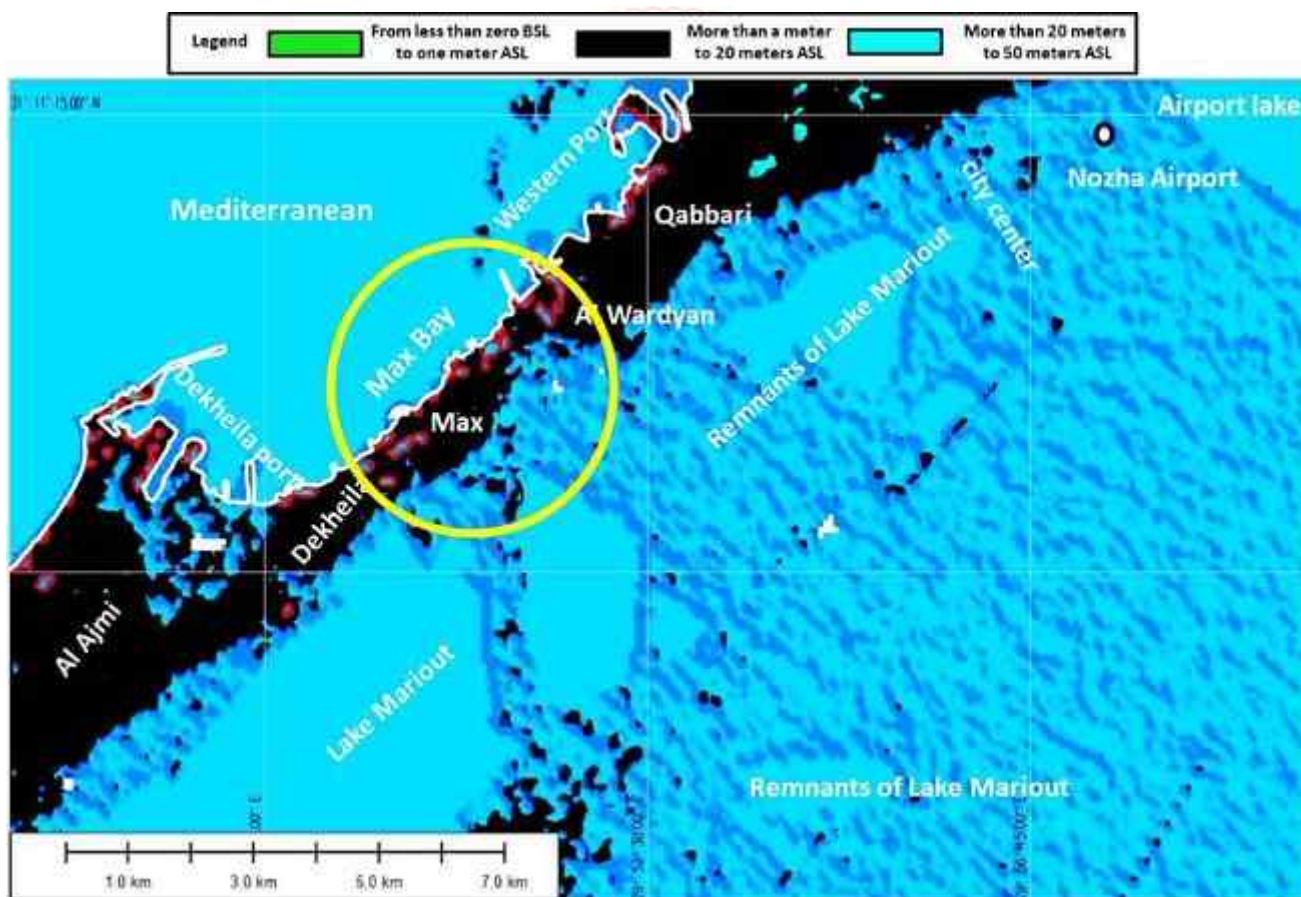 Legend
From less than zero BSL
to one meter ASL
More than a meter
to 20 meters ASL
More than 20 meters
to 50 meters ASL
Airport lake
Nozha Airport
city center
Western Port
Mediterranean
Qabbari
Remnants of Lake Mariout
Al Wardyan
Max Bay
Max
Dekheila porn
Dekheila
Al Ajmi
Lake Mariout
Remnants of Lake Mariout
1.0 km
3.0 km
5.0 km
7.0 km